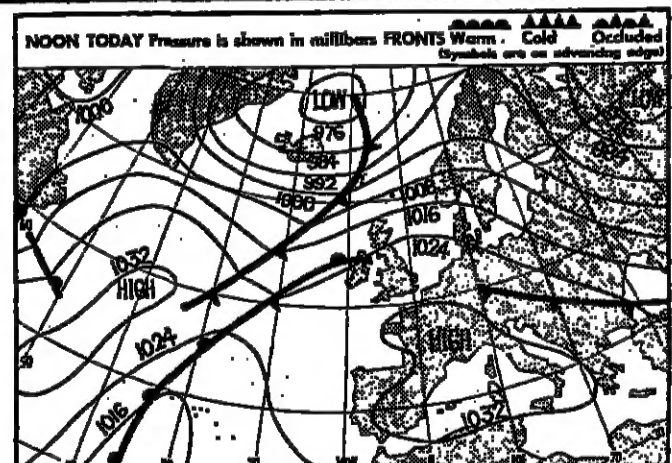 NOON TODAY Pressure is shown in millibars FRONTS Warm. Cold Occluded
(Symbols are on advancing edge)
1000
LOW
976
984
992
1000
1008
1016
1024
1032
HIGH
1024
HIGH
1016
1032